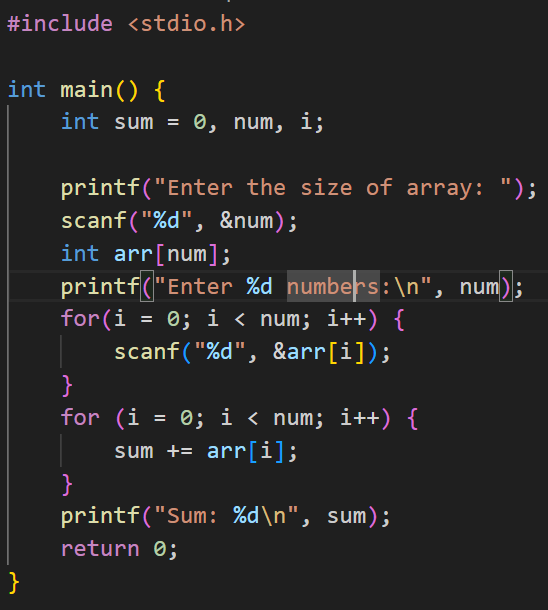 #include <stdio.h>

int main() {
    int sum = 0, num, i;

    printf("Enter the size of array: ");
    scanf("%d", &num);
    int arr[num];
    printf("Enter %d numbers:\n", num);
    for(i = 0; i < num; i++) {
        scanf("%d", &arr[i]);
    }
    for (i = 0; i < num; i++) {
        sum += arr[i];
    }
    printf("Sum: %d\n", sum);
    return 0;
}